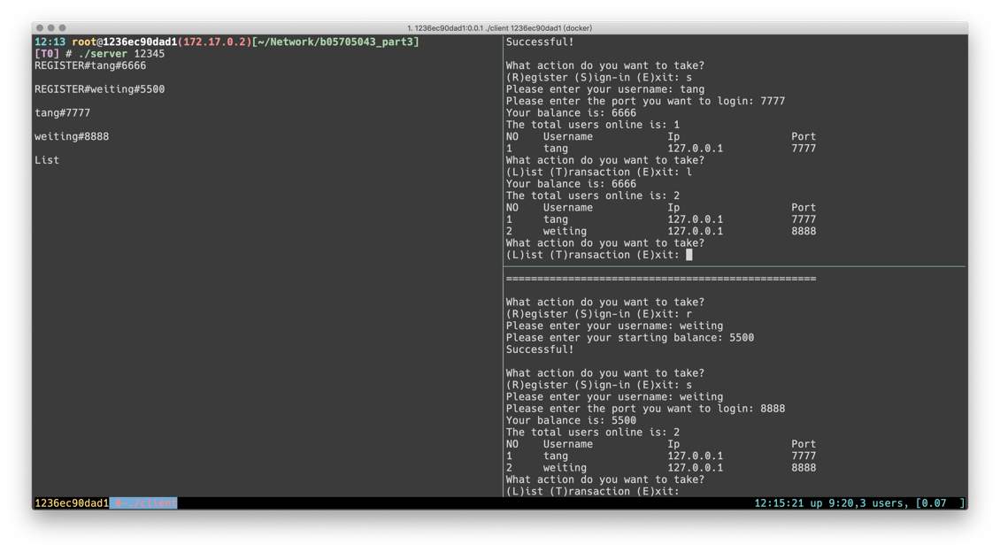 1. 1236ec90dad1:0.0.1 ./client 1236ec90dad1 (docker)
12:13 root@1236ec90dad1(172.17.0.2)[~/Network/b05705043_part3]
[T0] # ./server 12345
REGISTER#tang#6666
REGISTER#weiting#5500
tang#7777
weiting#8888
List
Successful!
What action do you want to take?
(R)egister (S)ign-in (E)xit: s
Please enter your username: tang
Please enter the port you want to login: 7777
Your balance is: 6666
The total users online is: 1
NO Username Ip Port
1 tang 127.0.0.1 7777
What action do you want to take?
(L)ist (T)ransaction (E)xit: l
Your balance is: 6666
The total users online is: 2
NO Username Ip Port
1 tang 127.0.0.1 7777
2 weiting 127.0.0.1 8888
What action do you want to take?
(L)ist (T)ransaction (E)xit:
==================================================
What action do you want to take?
(R)egister (S)ign-in (E)xit: r
Please enter your username: weiting
Please enter your starting balance: 5500
Successful!
What action do you want to take?
(R)egister (S)ign-in (E)xit: s
Please enter your username: weiting
Please enter the port you want to login: 8888
Your balance is: 5500
The total users online is: 2
NO Username Ip Port
1 tang 127.0.0.1 7777
2 weiting 127.0.0.1 8888
What action do you want to take?
(L)ist (T)ransaction (E)xit:
1236ec90dad1 0-./client 12:15:21 up 9:20,3 users, [0.07 ]